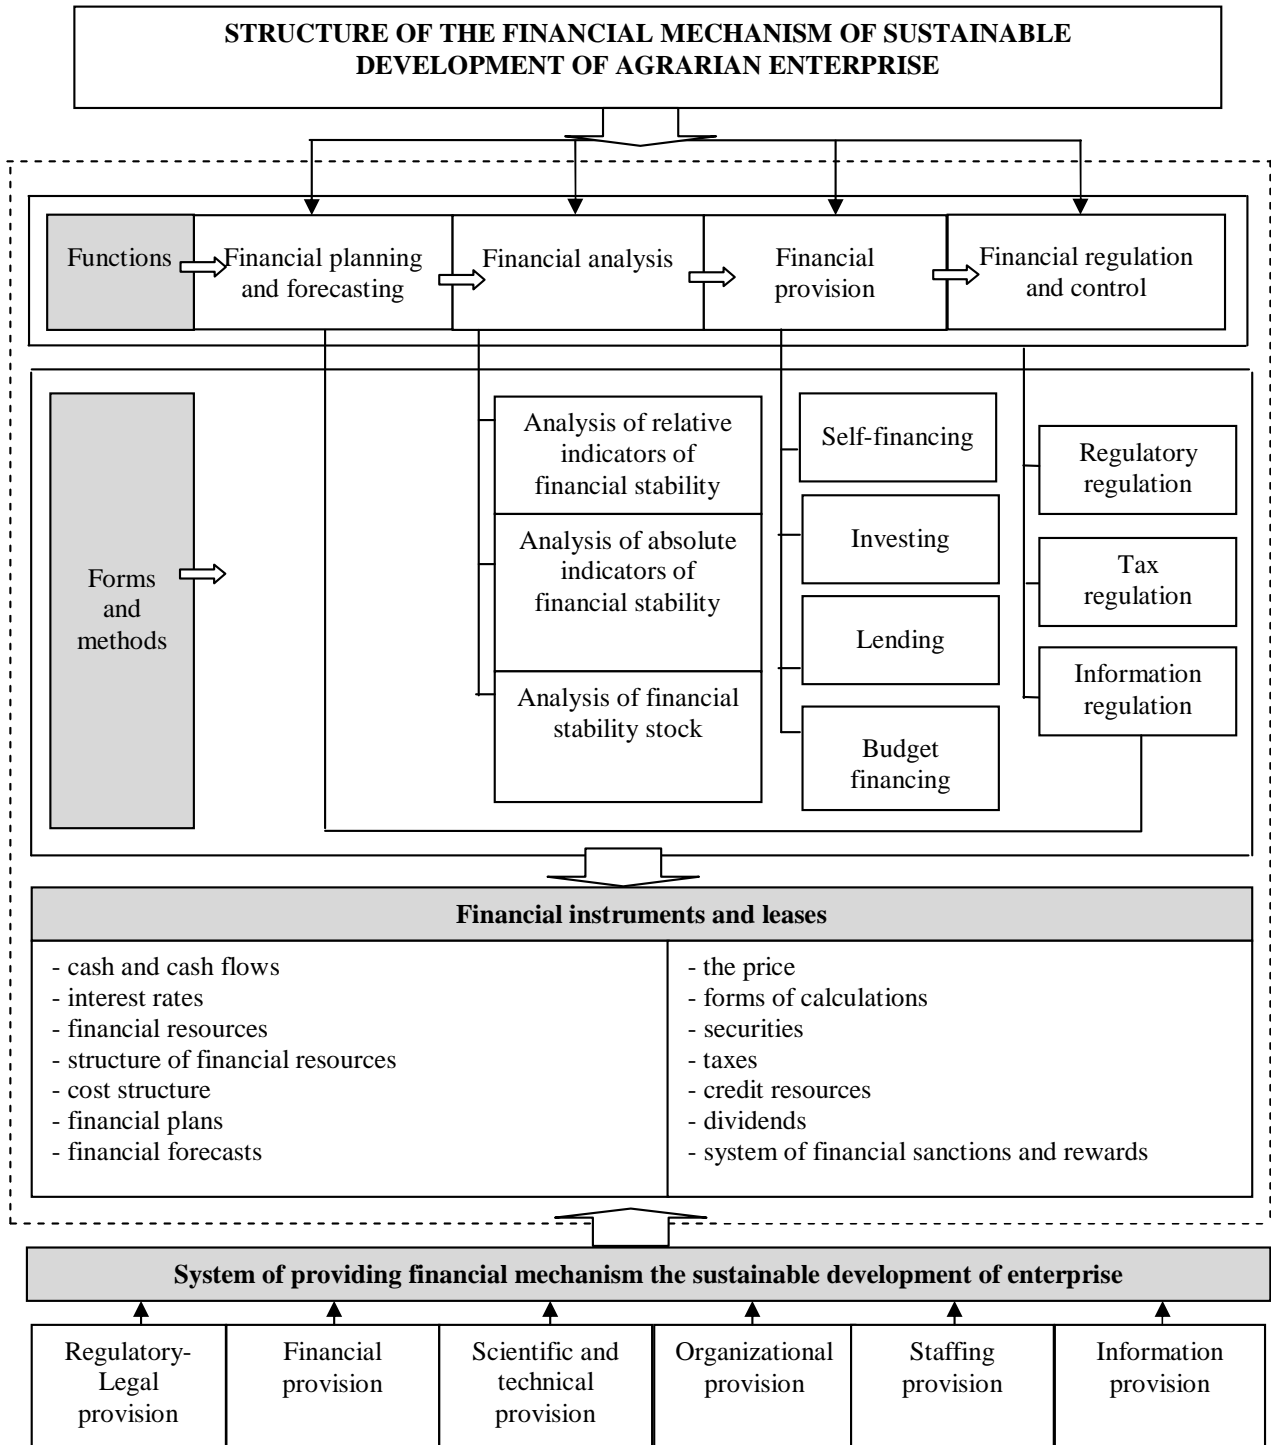 STRUCTURE OF THE FINANCIAL MECHANISM OF SUSTAINABLE
DEVELOPMENT OF AGRARIAN ENTERPRISE
Functions
Financial planning
and forecasting
Financial analysis
Financial
provision
Financial regulation
and control
Forms
and
methods
Analysis of relative
indicators of
financial stability
Analysis of absolute
indicators of
financial stability
Analysis of financial
stability stock
Self-financing
Investing
Lending
Budget
financing
Regulatory
regulation
Tax
regulation
Information
regulation
Financial instruments and leases
- cash and cash flows
- interest rates
- financial resources
- structure of financial resources
- cost structure
- financial plans
- financial forecasts
- the price
- forms of calculations
- securities
- taxes
- credit resources
- dividends
- system of financial sanctions and rewards
System of providing financial mechanism the sustainable development of enterprise
Regulatory-
Legal
provision
Financial
provision
Scientific and
technical
provision
Organizational
provision
Staffing
provision
Information
provision